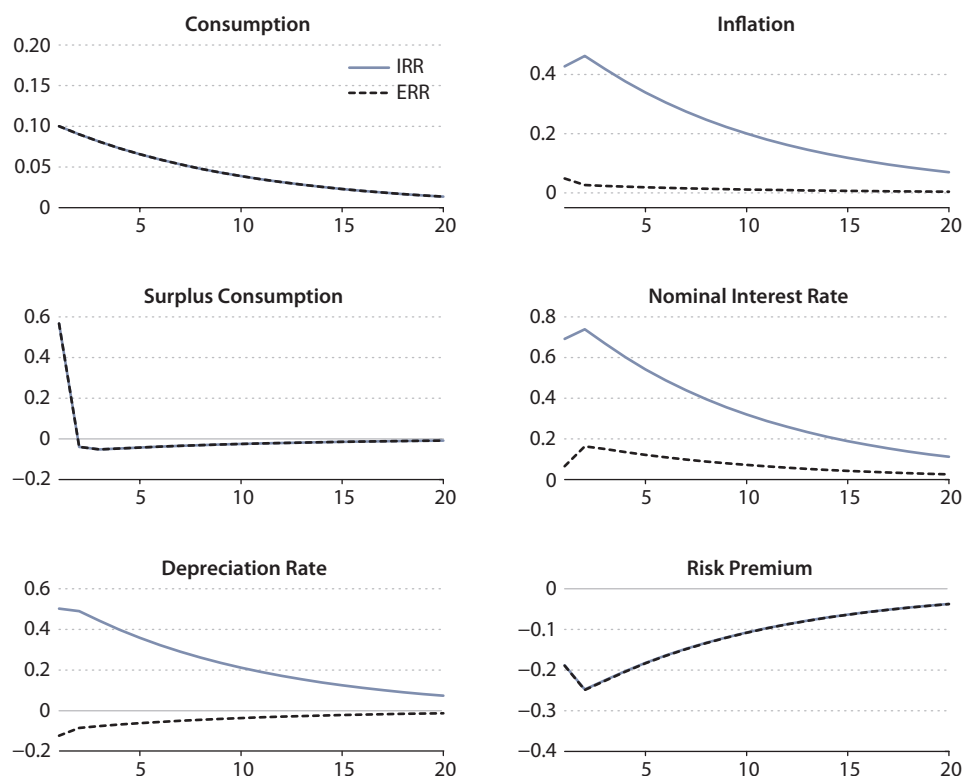 Consumption
0.20
0.15
0.10
0.05
0
5 10 15 20
IRR
ERR
Inflation
0.4
0.2
0
5 10 15 20
Surplus Consumption
0.6
0.4
0.2
0
−0.2
5 10 15 20
Nominal Interest Rate
0.8
0.6
0.4
0.2
0
5 10 15 20
Depreciation Rate
0.6
0.4
0.2
0
−0.2
5 10 15 20
Risk Premium
0
−0.1
−0.2
−0.3
−0.4
5 10 15 20